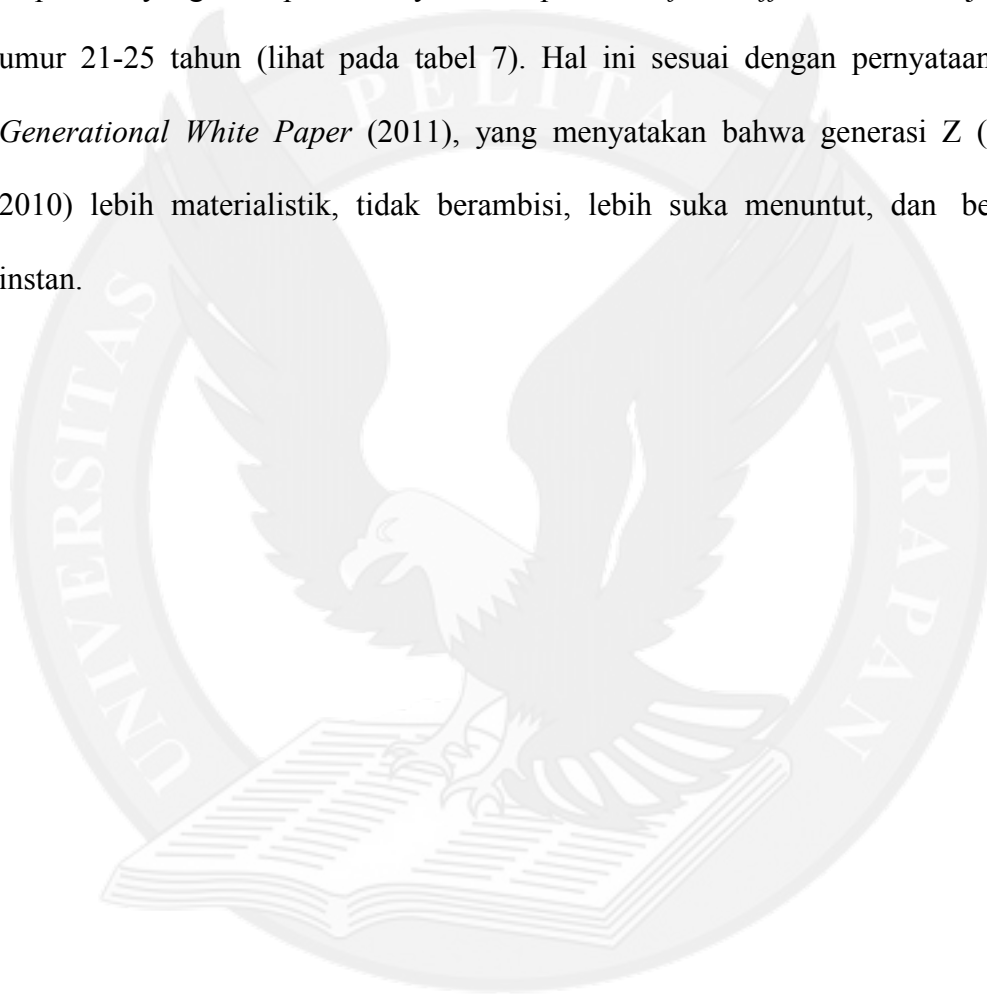 umur 21-25 tahun (lihat pada tabel 7). Hal ini sesuai dengan pernyataan
Generational White Paper (2011), yang menyatakan bahwa generasi Z (
2010) lebih materialistik, tidak berambisi, lebih suka menuntut, dan
instan.
UNIVERSITAS PELITA HARAPAN